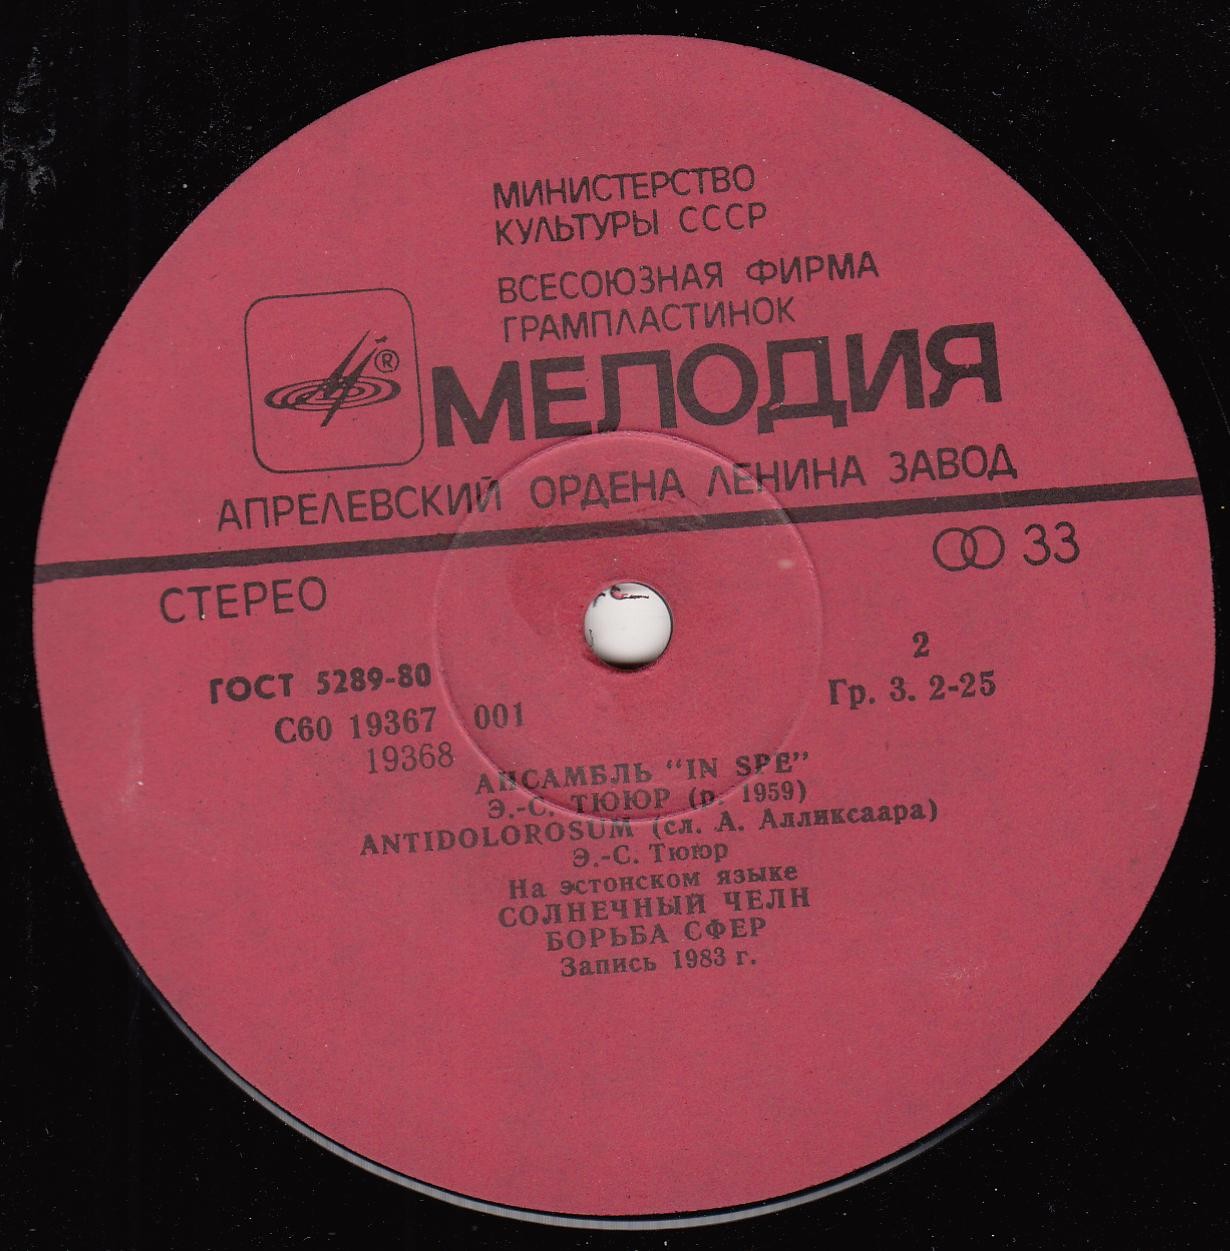 МИНИСТЕРСТВО
КУЛЬТУРЫ СССР
ВСЕСОЮЗНАЯ ФИРМА
ГРАМПЛАСТИНОК
®
МЕЛОДИЯ
АПРЕЛЕВСКИЙ ОРДЕНА ЛЕНИНА ЗАВОД
СТЕРЕО
33
ГОСТ 5289-80
2
С60 19367 001
Гр. 3. 2-25
19368
АНСАМБЛЬ "IN SPE"
Э.-С. ТЮЮР (р. 1959)
ANTIDOLOROSUM (сл. А. Алликсаара)
Э.-С. Тююр
На эстонском языке
СОЛНЕЧНЫЙ ЧЕЛН
БОРЬБА СФЕР
Запись 1983 г.